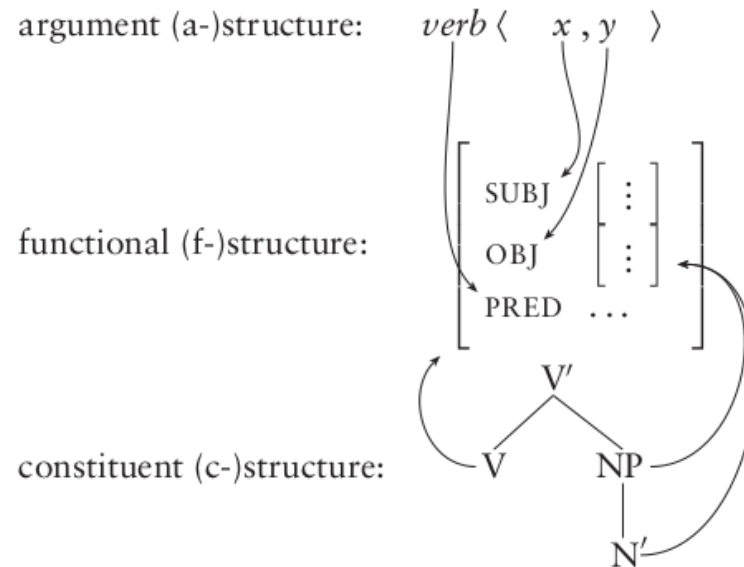 argument (a-)structure: verb ⟨ x , y ⟩
SUBJ ⋮
functional (f-)structure:
OBJ ⋮
PRED ...
V′
constituent (c-)structure: V NP
N′